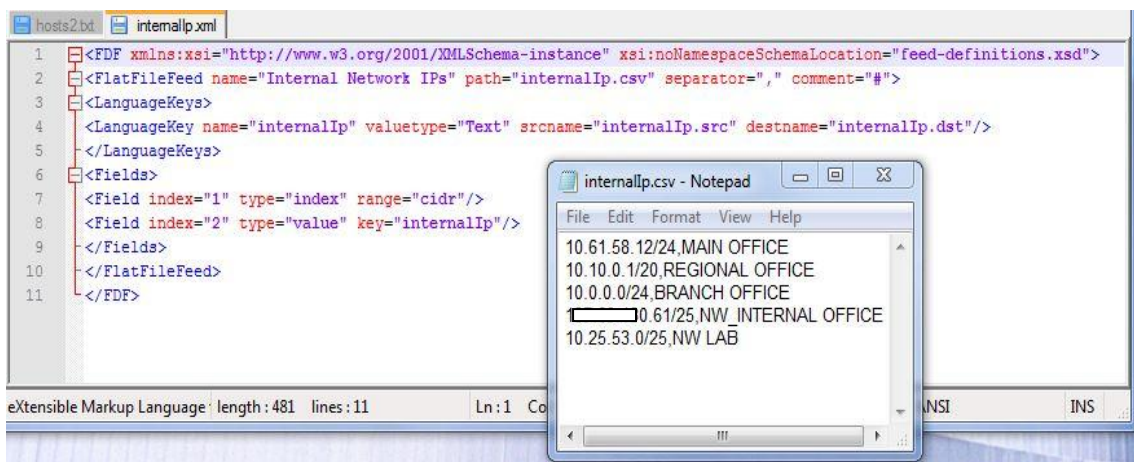 hosts2.txt internalIp.xml
1 <FDF xmlns:xsi="http://www.w3.org/2001/XMLSchema-instance" xsi:noNamespaceSchemaLocation="feed-definitions.xsd">
2 <FlatFileFeed name="Internal Network IPs" path="internalIp.csv" separator="," comment="#">
3 <LanguageKeys>
4 <LanguageKey name="internalIp" valuetype="Text" srcname="internalIp.src" destname="internalIp.dst"/>
5 </LanguageKeys>
6 <Fields>
7 <Field index="1" type="index" range="cidr"/>
8 <Field index="2" type="value" key="internalIp"/>
9 </Fields>
10 </FlatFileFeed>
11 </FDF>
internalIp.csv - Notepad
File Edit Format View Help
10.61.58.12/24,MAIN OFFICE
10.10.0.1/20,REGIONAL OFFICE
10.0.0.0/24,BRANCH OFFICE
0.61/25,NW_INTERNAL OFFICE
10.25.53.0/25,NW LAB
eXtensible Markup Language length : 481 lines : 11 Ln : 1 INS